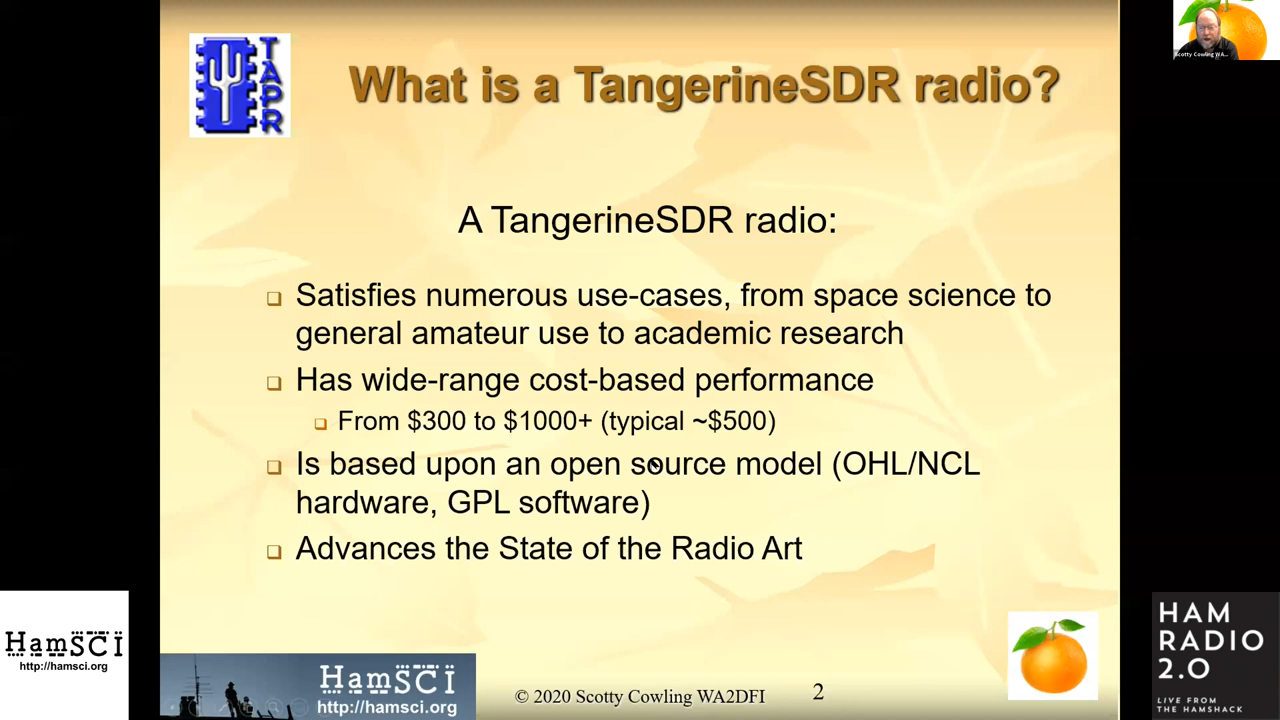 TAPR
What is a TangerineSDR radio?
Scotty Cowling WA...
A TangerineSDR radio:
Satisfies numerous use-cases, from space science to
general amateur use to academic research
Has wide-range cost-based performance
From $300 to $1000+ (typical ~$500)
Is based upon an open source model (OHL/NCL
hardware, GPL software)
Advances the State of the Radio Art
HamSCI
http://hamsci.org
HamSCI
http://hamsci.org
© 2020 Scotty Cowling WA2DFI
2
HAM
RADIO
2.0
LIVE FROM
THE HAMSHACK